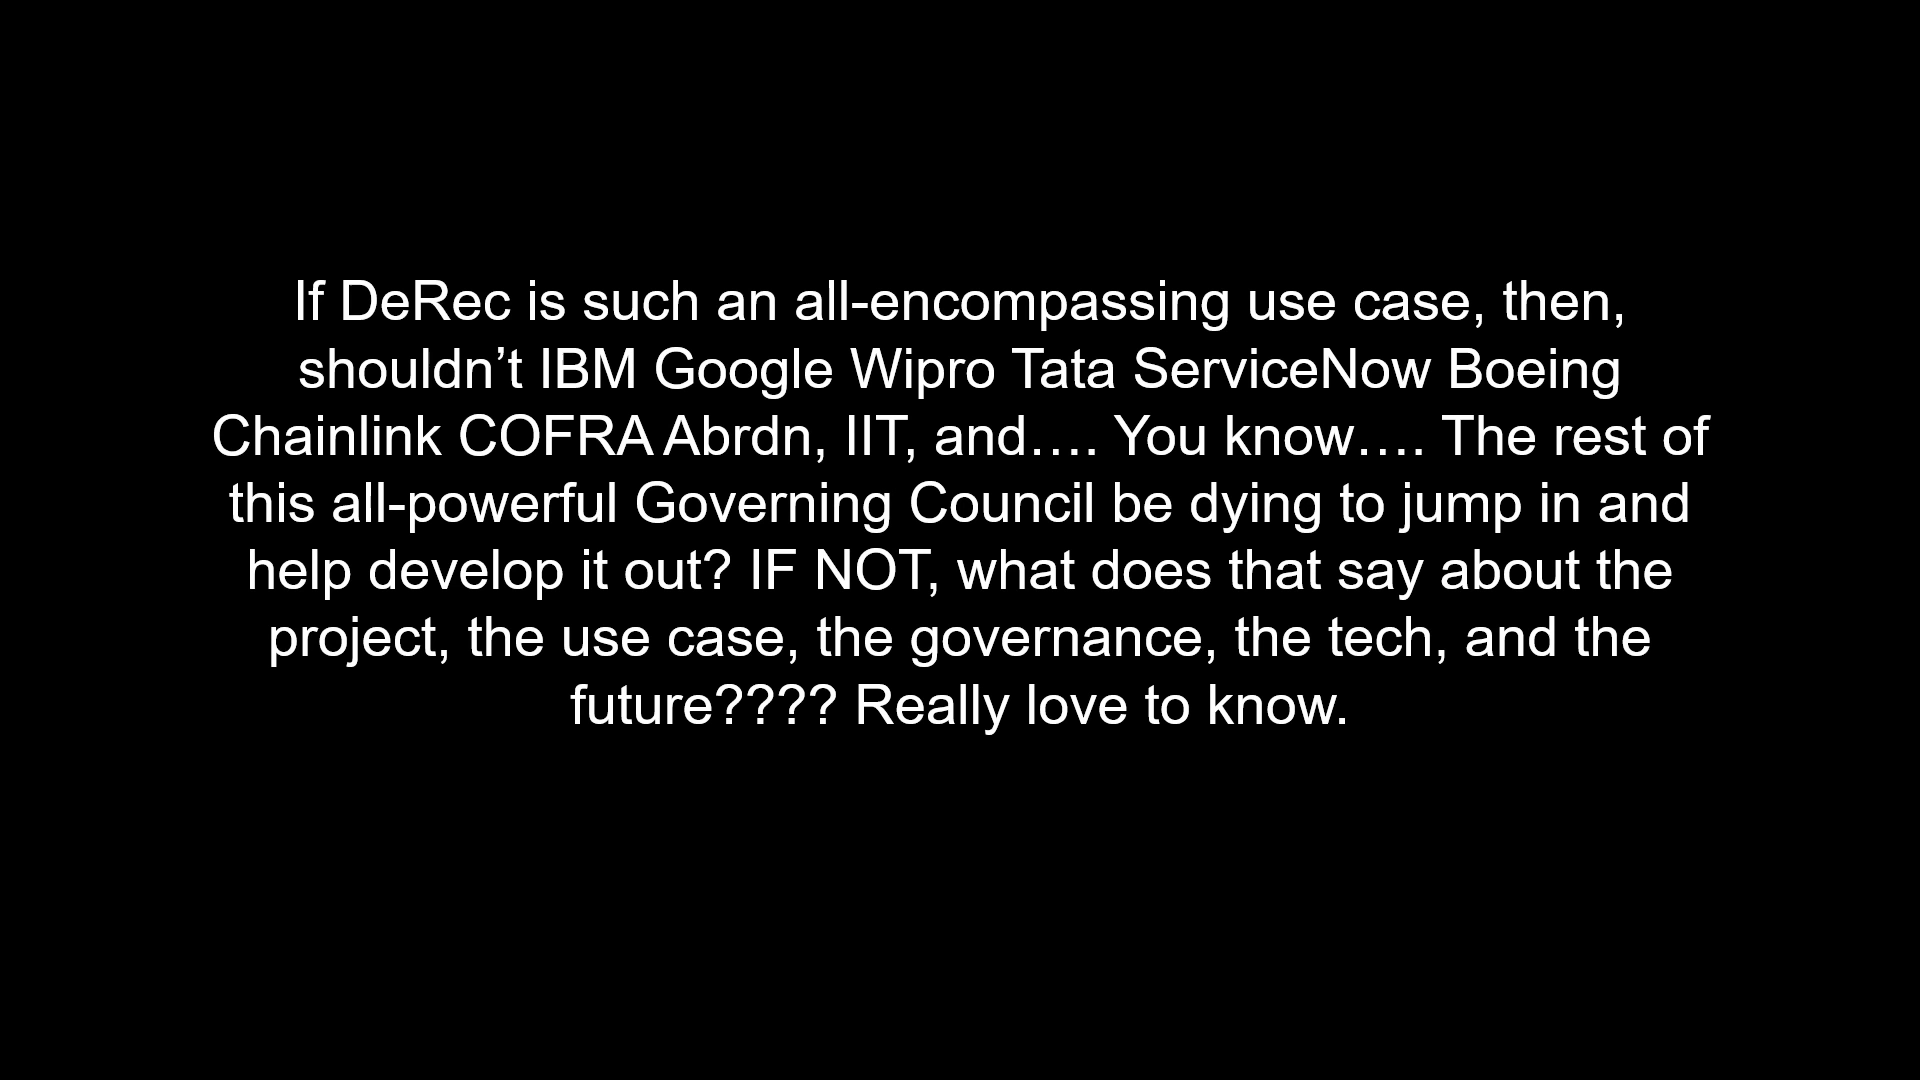 If DeRec is such an all-encompassing use case, then,
shouldn’t IBM Google Wipro Tata ServiceNow Boeing
Chainlink COFRA Abrdn, IIT, and…. You know…. The rest of
this all-powerful Governing Council be dying to jump in and
help develop it out? IF NOT, what does that say about the
project, the use case, the governance, the tech, and the
future???? Really love to know.